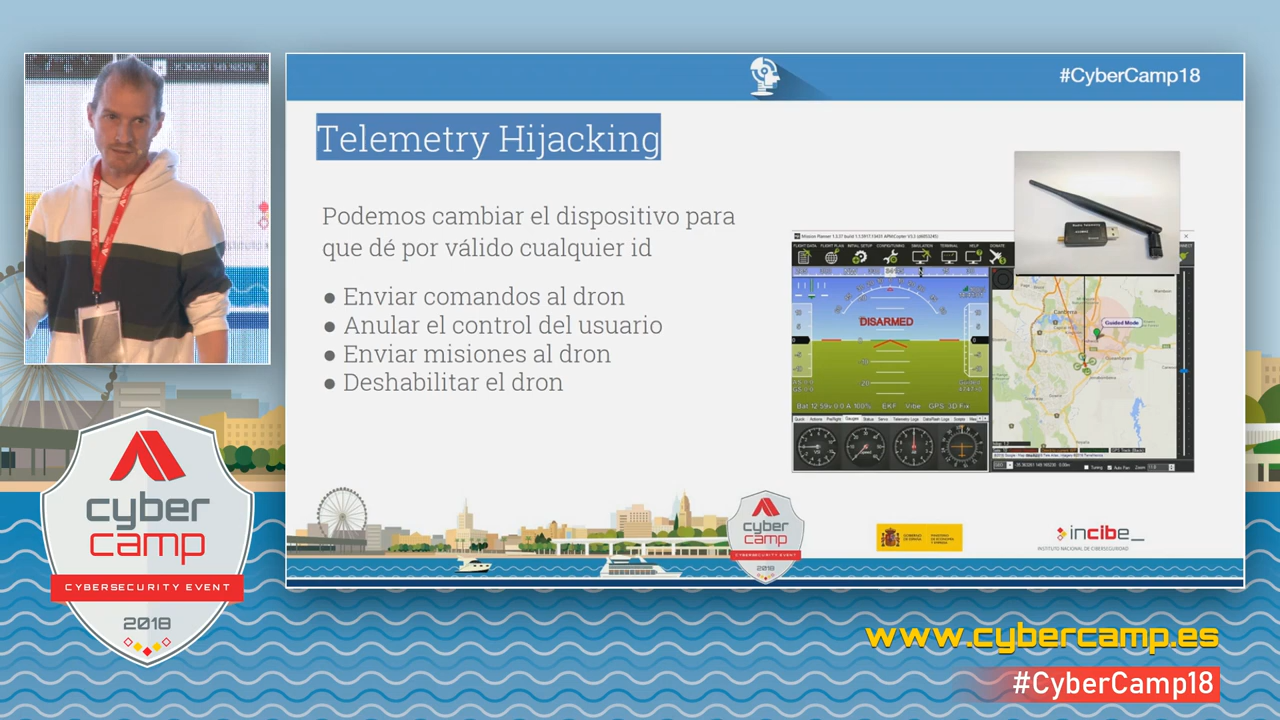 #CyberCamp18
Telemetry Hijacking
Podemos cambiar el dispositivo para
que dé por válido cualquier id
● Enviar comandos al dron
● Anular el control del usuario
● Enviar misiones al dron
● Deshabilitar el dron
DISARMED
Guided Mode
Canberra
cyber
camp
CYBERSECURITY EVENT
2018
incibe_
INSTITUTO NACIONAL DE CIBERSEGURIDAD
cyber
camp
CYBERSECURITY EVENT
2018
www.cybercamp.es
#CyberCamp18